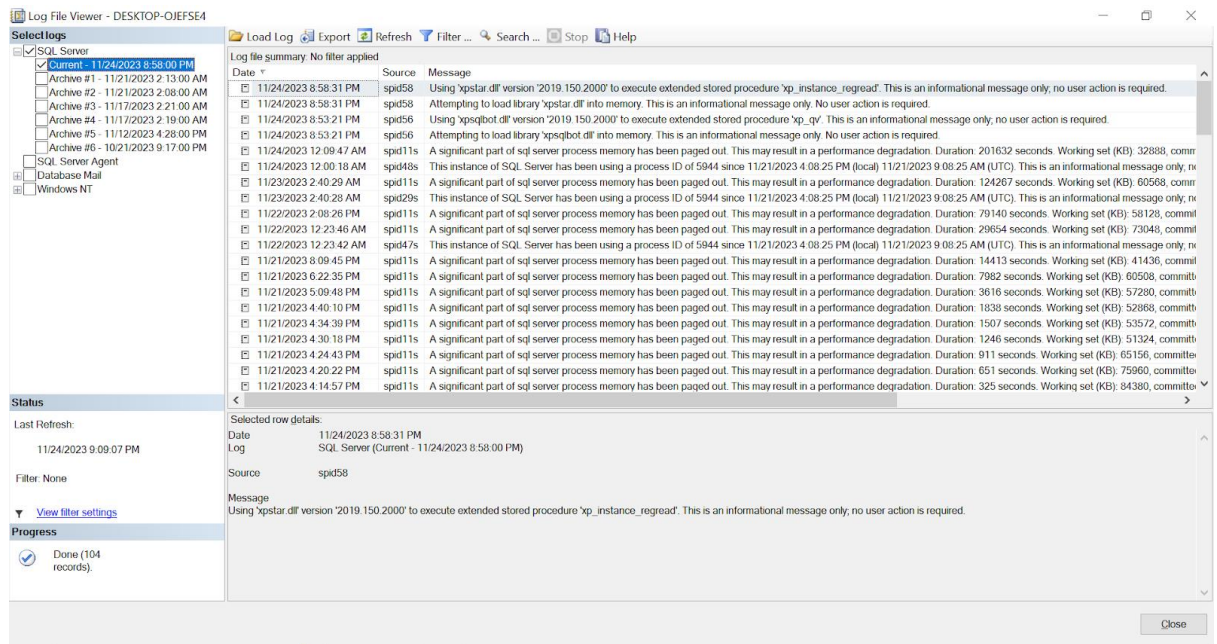 Log File Viewer - DESKTOP-OJEFSE4
Select logs
SQL Server
Current - 11/24/2023 8:58:00 PM
Archive #1 - 11/21/2023 2:13:00 AM
Archive #2 - 11/21/2023 2:08:00 AM
Archive #3 - 11/17/2023 2:21:00 AM
Archive #4 - 11/17/2023 2:19:00 AM
Archive #5 - 11/12/2023 4:28:00 PM
Archive #6 - 10/21/2023 9:17:00 PM
SQL Server Agent
Database Mail
Windows NT
Status
Last Refresh:
11/24/2023 9:09:07 PM
Filter: None
View filter settings
Progress
Done (104
records).
Load Log Export Refresh Filter ... Search ... Stop Help
Log file summary: No filter applied
Date Source Message
11/24/2023 8:58:31 PM spid58 Using 'xpstar.dll' version '2019.150.2000' to execute extended stored procedure 'xp_instance_regread'. This is an informational message only; no user action is required.
11/24/2023 8:58:31 PM spid58 Attempting to load library 'xpstar.dll' into memory. This is an informational message only. No user action is required.
11/24/2023 8:53:21 PM spid56 Using 'xpsqlbot.dll' version '2019.150.2000' to execute extended stored procedure 'xp_qv'. This is an informational message only; no user action is required.
11/24/2023 8:53:21 PM spid56 Attempting to load library 'xpsqlbot.dll' into memory. This is an informational message only. No user action is required.
11/24/2023 12:09:47 AM spid11s A significant part of sql server process memory has been paged out. This may result in a performance degradation. Duration: 201632 seconds. Working set (KB): 32888, comm
11/24/2023 12:00:18 AM spid48s This instance of SQL Server has been using a process ID of 5944 since 11/21/2023 4:08:25 PM (local) 11/21/2023 9:08:25 AM (UTC). This is an informational message only; n
11/23/2023 2:40:29 AM spid11s A significant part of sql server process memory has been paged out. This may result in a performance degradation. Duration: 124267 seconds. Working set (KB): 60568, comm
11/23/2023 2:40:28 AM spid29s This instance of SQL Server has been using a process ID of 5944 since 11/21/2023 4:08:25 PM (local) 11/21/2023 9:08:25 AM (UTC). This is an informational message only; n
11/22/2023 2:08:26 PM spid11s A significant part of sql server process memory has been paged out. This may result in a performance degradation. Duration: 79140 seconds. Working set (KB): 58128, commit
11/22/2023 12:23:46 AM spid11s A significant part of sql server process memory has been paged out. This may result in a performance degradation. Duration: 29654 seconds. Working set (KB): 73048, commit
11/22/2023 12:23:42 AM spid47s This instance of SQL Server has been using a process ID of 5944 since 11/21/2023 4:08:25 PM (local) 11/21/2023 9:08:25 AM (UTC). This is an informational message only; n
11/21/2023 8:09:45 PM spid11s A significant part of sql server process memory has been paged out. This may result in a performance degradation. Duration: 14413 seconds. Working set (KB): 41436, commit
11/21/2023 6:22:35 PM spid11s A significant part of sql server process memory has been paged out. This may result in a performance degradation. Duration: 7982 seconds. Working set (KB): 60508, committ
11/21/2023 5:09:48 PM spid11s A significant part of sql server process memory has been paged out. This may result in a performance degradation. Duration: 3616 seconds. Working set (KB): 57280, committ
11/21/2023 4:40:10 PM spid11s A significant part of sql server process memory has been paged out. This may result in a performance degradation. Duration: 1838 seconds. Working set (KB): 52868, committ
11/21/2023 4:34:39 PM spid11s A significant part of sql server process memory has been paged out. This may result in a performance degradation. Duration: 1507 seconds. Working set (KB): 53572, committ
11/21/2023 4:30:18 PM spid11s A significant part of sql server process memory has been paged out. This may result in a performance degradation. Duration: 1246 seconds. Working set (KB): 51324, committ
11/21/2023 4:24:43 PM spid11s A significant part of sql server process memory has been paged out. This may result in a performance degradation. Duration: 911 seconds. Working set (KB): 65156, committe
11/21/2023 4:20:22 PM spid11s A significant part of sql server process memory has been paged out. This may result in a performance degradation. Duration: 651 seconds. Working set (KB): 75960, committe
11/21/2023 4:14:57 PM spid11s A significant part of sql server process memory has been paged out. This may result in a performance degradation. Duration: 325 seconds. Working set (KB): 84380, committe
Selected row details:
Date 11/24/2023 8:58:31 PM
Log SQL Server (Current - 11/24/2023 8:58:00 PM)
Source spid58
Message
Using 'xpstar.dll' version '2019.150.2000' to execute extended stored procedure 'xp_instance_regread'. This is an informational message only; no user action is required.
Close